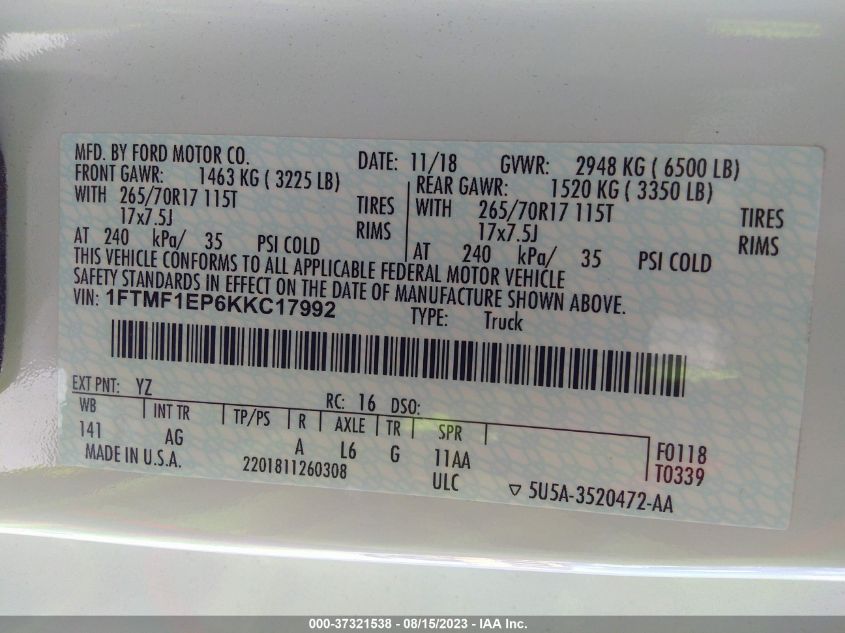 MFD. BY FORD MOTOR CO. DATE: 11/18 GVWR: 2948 KG ( 6500 LB)
FRONT GAWR: 1463 KG ( 3225 LB) REAR GAWR: 1520 KG ( 3350 LB)
WITH 265/70R17 115T TIRES WITH 265/70R17 115T TIRES
17x7.5J RIMS 17x7.5J RIMS
AT 240 kPa/ 35 PSI COLD AT 240 kPa/ 35 PSI COLD
THIS VEHICLE CONFORMS TO ALL APPLICABLE FEDERAL MOTOR VEHICLE
SAFETY STANDARDS IN EFFECT ON THE DATE OF MANUFACTURE SHOWN ABOVE.
VIN: 1FTMF1EP6KKC17992 TYPE: Truck
EXT PNT: YZ RC: 16 DSO:
WB INT TR TP/PS R AXLE TR SPR
141 AG A L6 G 11AA F0118
MADE IN U.S.A. 2201811260308 ULC T0339
▽ 5U5A-3520472-AA
000-37321538 - 08/15/2023 - IAA Inc.